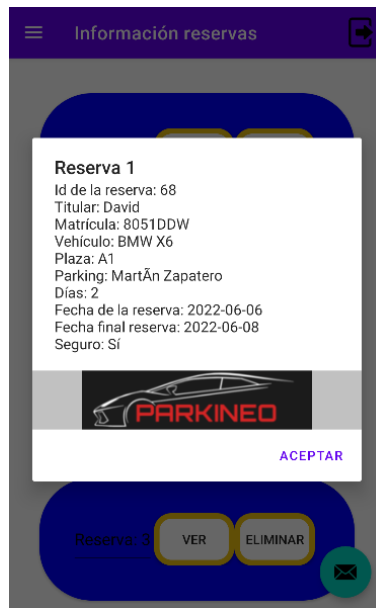 Información reservas
Reserva 1
Id de la reserva: 68
Titular: David
Matrícula: 8051DDW
Vehículo: BMW X6
Plaza: A1
Parking: MartÃn Zapatero
Días: 2
Fecha de la reserva: 2022-06-06
Fecha final reserva: 2022-06-08
Seguro: Sí
PARKINEO
ACEPTAR
Reserva: 3 VER ELIMINAR